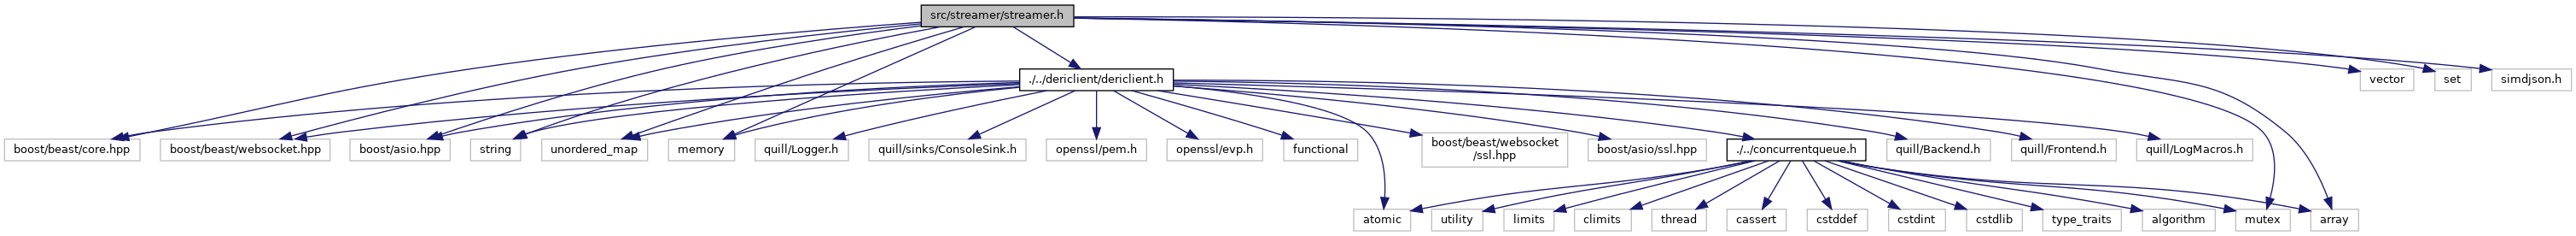 src/streamer/streamer.h
./../dericlient/dericlient.h
vector
set
simdjson.h
boost/beast/core.hpp
boost/beast/websocket.hpp
boost/asio.hpp
string
unordered_map
memory
quill/Logger.h
quill/sinks/ConsoleSink.h
openssl/pem.h
openssl/evp.h
functional
boost/beast/websocket
/ssl.hpp
boost/asio/ssl.hpp
./../concurrentqueue.h
quill/Backend.h
quill/Frontend.h
quill/LogMacros.h
atomic
utility
limits
climits
thread
cassert
cstddef
cstdint
cstdlib
type_traits
algorithm
mutex
array